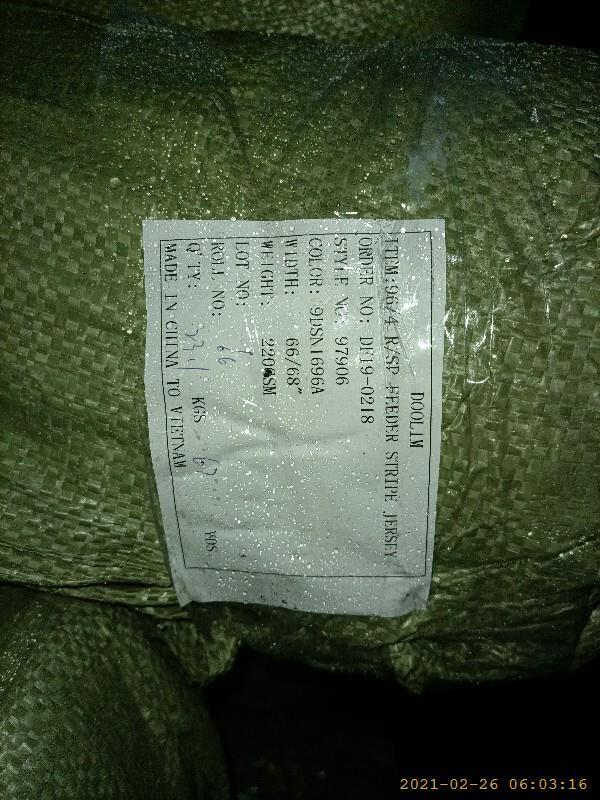 DOOLIM
ITEM:96/4 R/SP FEEDER STRIPE JERSEY
ORDER NO: DF19-0218
STYLE NO: 97906
COLOR: 9DSN1696A
WIDTH: 66/68"
WEIGHT: 220GSM
LOT NO:
ROLL NO: 66
Q'TY: KGS YDS
MADE IN CHINA TO VIETNAM
2021-02-26 06:03:16